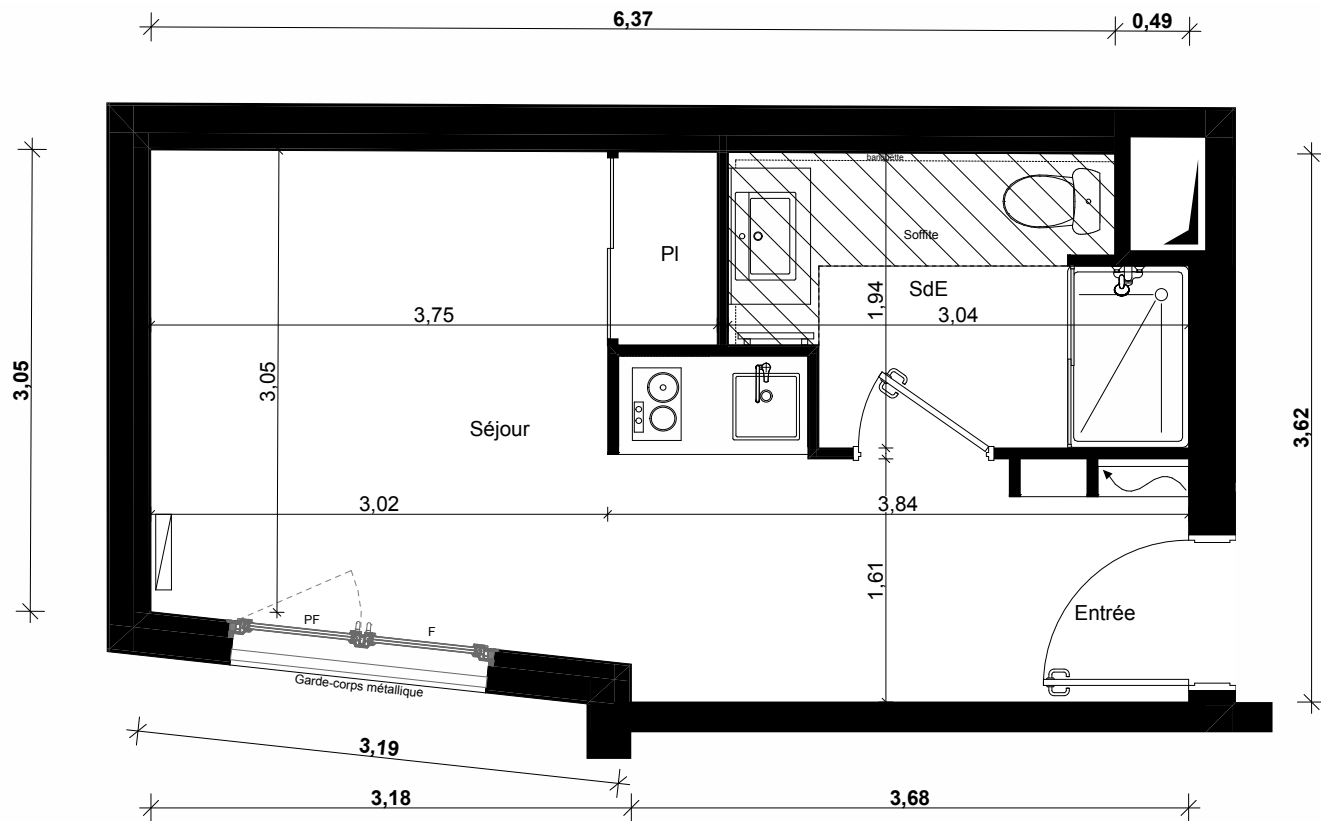 6,37
0,49
banquette
Soffite
Pl
SdE
1,94
3,75
3,04
3,05
3,05
3,62
Séjour
3,02
3,84
1,61
Entrée
PF
F
Garde-corps métallique
3,19
3,18
3,68